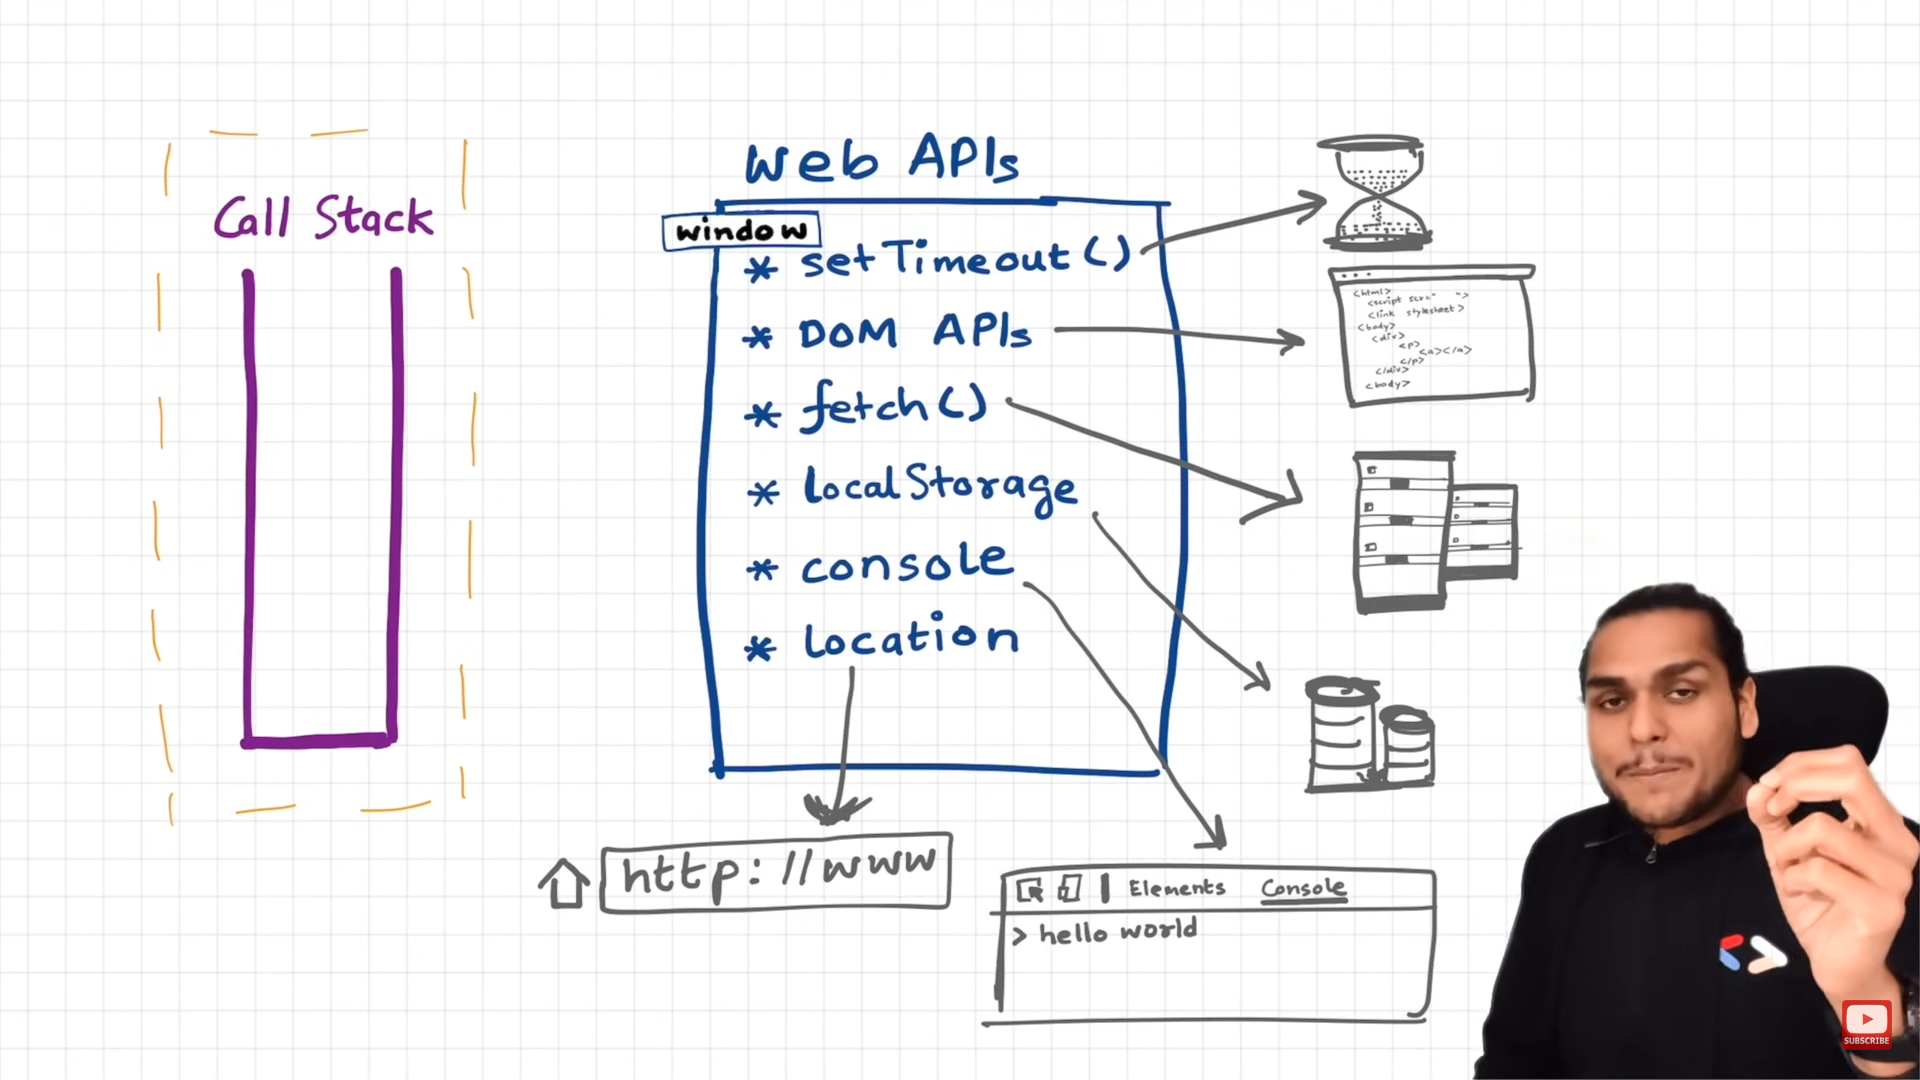 Call Stack
Web APIs
window
* setTimeout()
* DOM APIs
* fetch()
* localStorage
* console
* location
<html>
<script scr=" ">
<link stylesheet>
<body>
<div>
<p>
<a></a>
</p>
</div>
<body>
http://www
Elements Console
> hello world
SUBSCRIBE